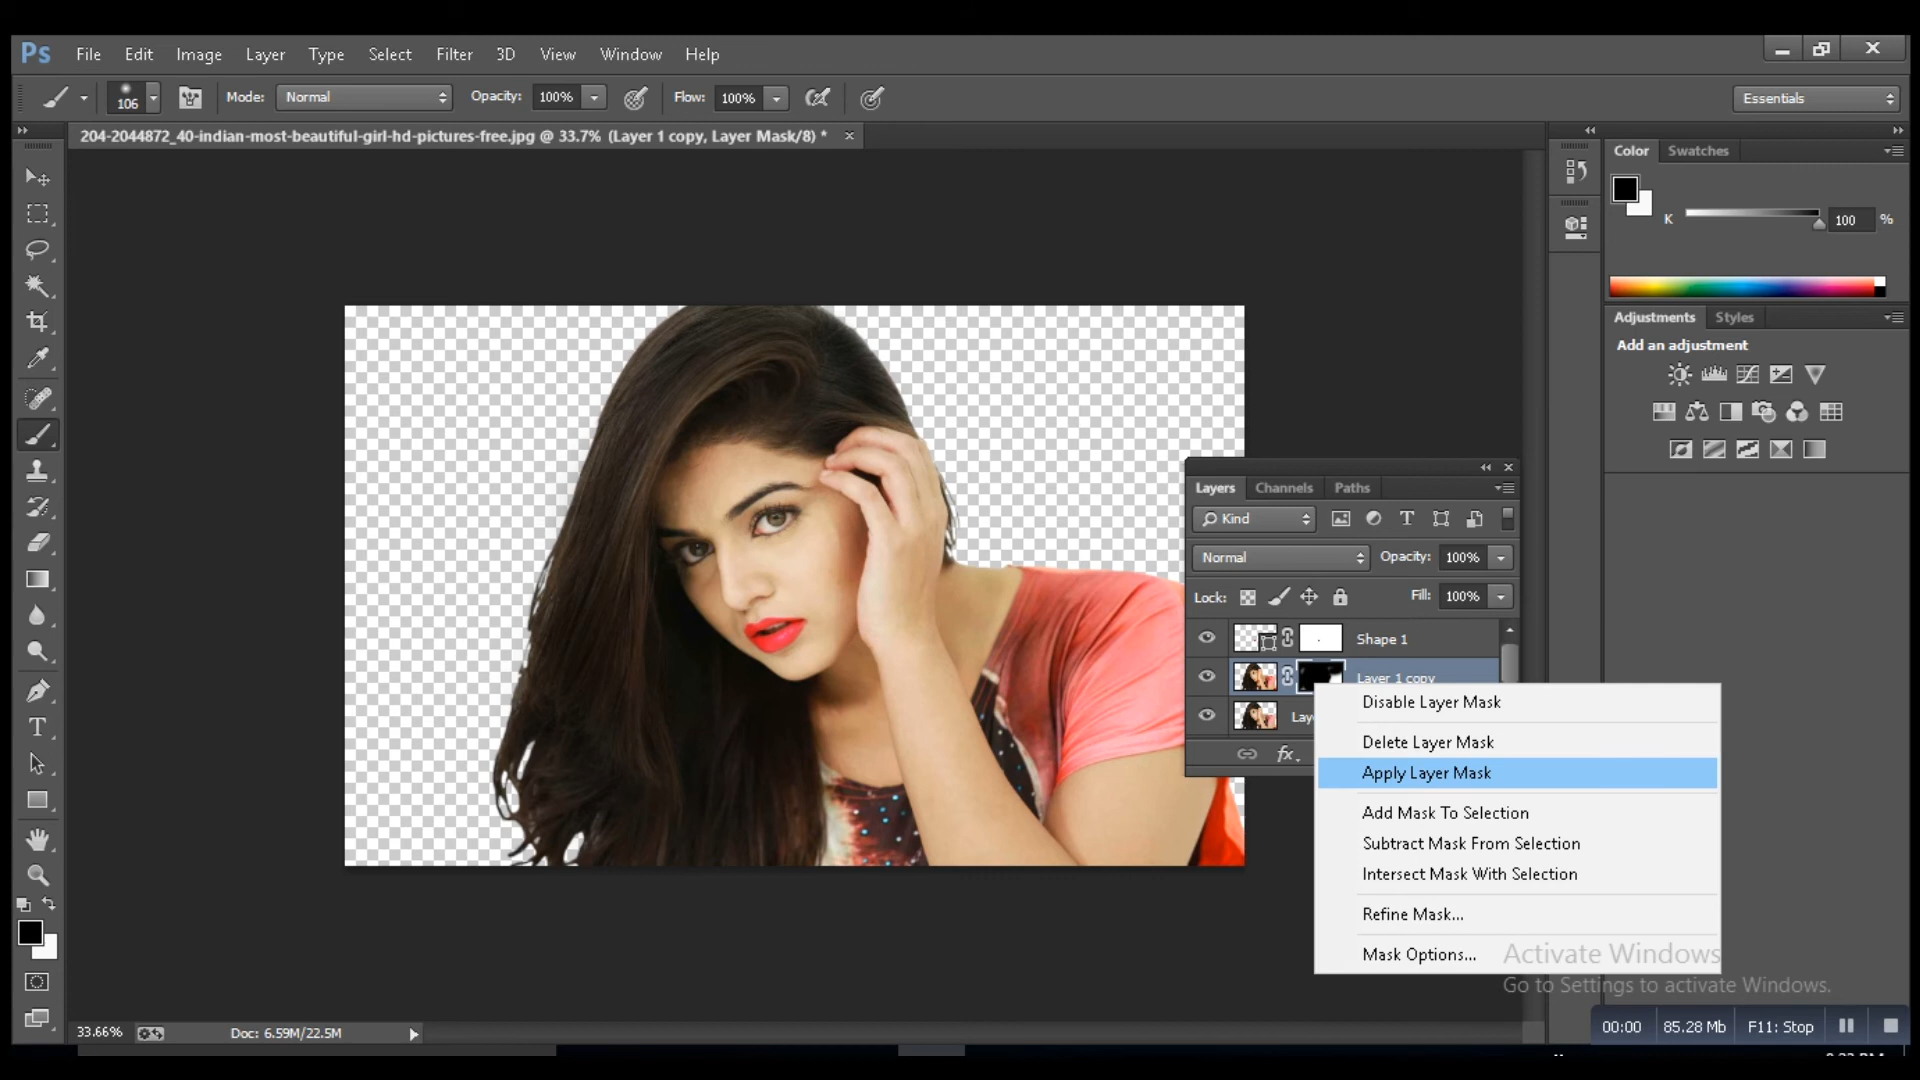 Ps File Edit Image Layer Type Select Filter 3D View Window Help
106 Mode: Normal Opacity: 100% Flow: 100% Essentials
204-2044872_40-indian-most-beautiful-girl-hd-pictures-free.jpg @ 33.7% (Layer 1 copy, Layer Mask/8) *
Color Swatches
K 100 %
Adjustments Styles
Add an adjustment
Layers Channels Paths
Kind
Normal Opacity: 100%
Lock: Fill: 100%
Shape 1
Layer 1 copy
fx
Disable Layer Mask
Delete Layer Mask
Apply Layer Mask
Add Mask To Selection
Subtract Mask From Selection
Intersect Mask With Selection
Refine Mask...
Mask Options...
Activate Windows
Go to Settings to activate Windows.
33.66% Doc: 6.59M/22.5M
00:00 85.28 Mb F11: Stop